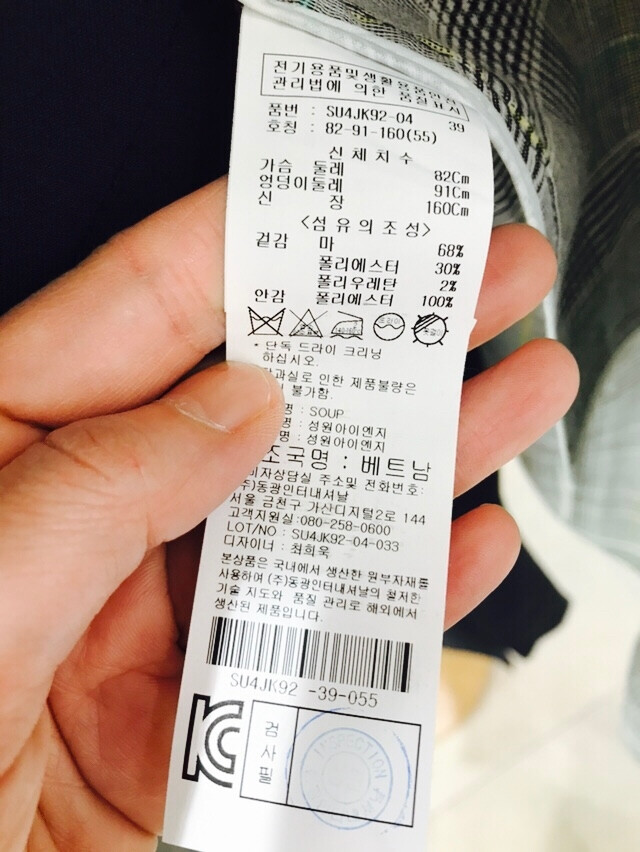 전기용품및생활용품안전
관리법에 의한 품질표시
품번 : SU4JK92-04 39
호칭 : 82-91-160(55)
신체치수
가슴 둘레 82Cm
엉덩이둘레 91Cm
신 장 160Cm
<섬유의조성>
겉감 마 68%
폴리에스터 30%
폴리우레탄 2%
안감 폴리에스터 100%
* 단독 드라이 크리닝
하십시오.
인한 제품불량은
불가함.
명 : SOUP
명 : 성원아이엔지
명 : 성원아이엔지
조국명 : 베트남
비자상담실 주소및 전화번호:
주)동광인터내셔날
서울 금천구 가산디지털2로 144
고객지원실:080-258-0600
LOT/NO : SU4JK92-04-033
디자이너 : 최희욱
본상품은 국내에서 생산한 원부자재를
사용하여 (주)동광인터내셔날의 철저한
기술 지도와 품질 관리로 해외에서
생산된 제품입니다.
SU4JK92 -39-055
KC
검사필
INSPECTION